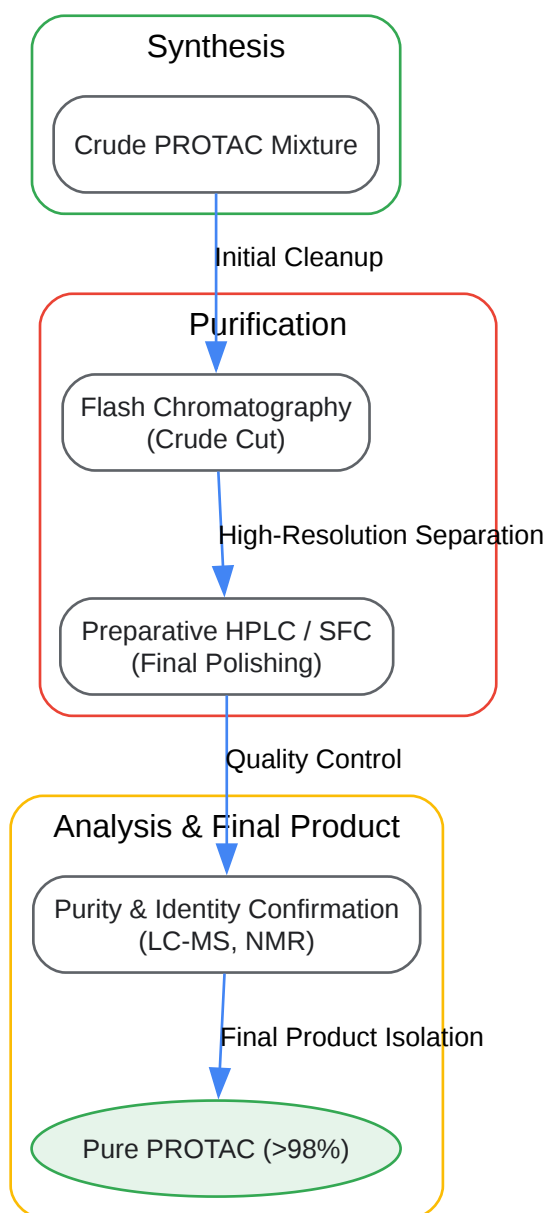 Synthesis
Crude PROTAC Mixture
Initial Cleanup
Purification
Flash Chromatography
(Crude Cut)
High-Resolution Separation
Preparative HPLC / SFC
(Final Polishing)
Quality Control
Analysis & Final Product
Purity & Identity Confirmation
(LC-MS, NMR)
Final Product Isolation
Pure PROTAC (>98%)